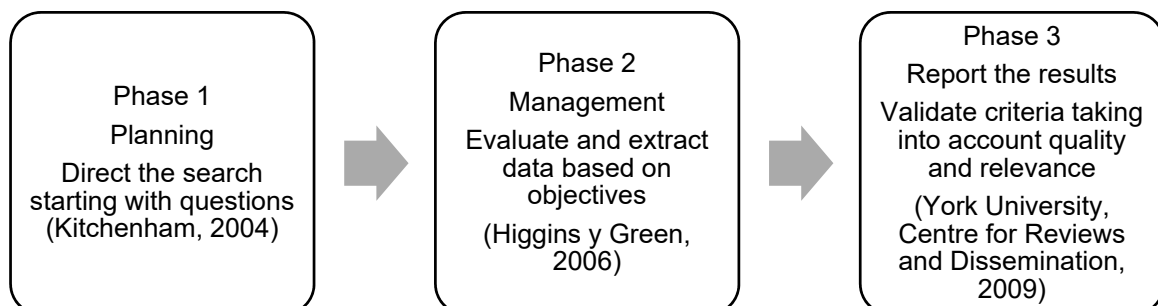 Phase 1
Planning
Direct the search
starting with questions
(Kitchenham, 2004)
Phase 2
Management
Evaluate and extract
data based on
objectives
(Higgins y Green,
2006)
Phase 3
Report the results
Validate criteria taking
into account quality
and relevance
(York University,
Centre for Reviews
and Dissemination,
2009)